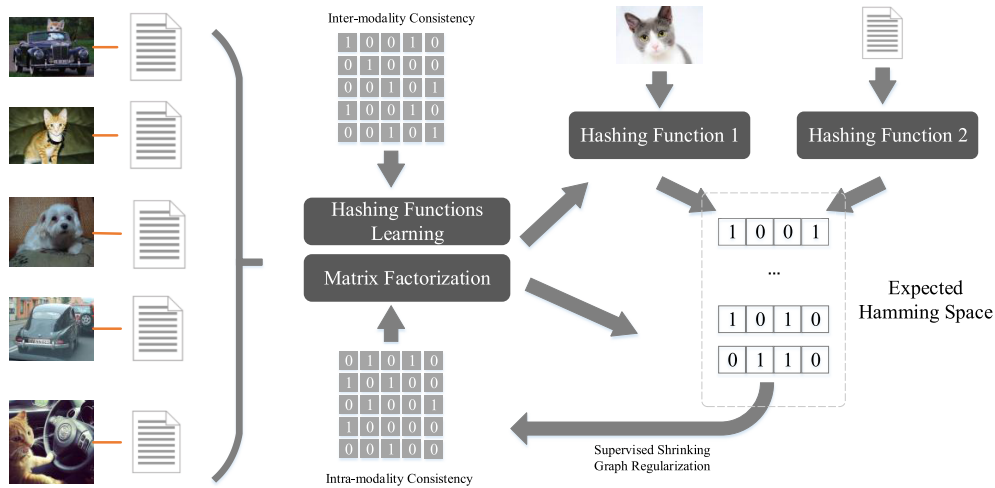 Inter-modality Consistency
1 0 0 1 0
0 1 0 0 0
0 0 1 0 1
1 0 0 1 0
0 0 1 0 1
Hashing Function 1
Hashing Function 2
Hashing Functions
Learning
Matrix Factorization
1 0 0 1
...
1 0 1 0
0 1 1 0
Expected
Hamming Space
0 1 0 1 0
1 0 1 0 0
0 1 0 0 1
1 0 0 0 0
0 0 1 0 0
Supervised Shrinking
Graph Regularization
Intra-modality Consistency